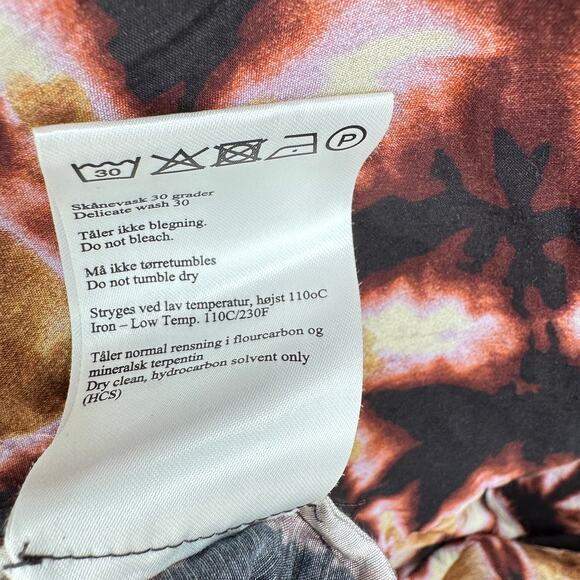 30 P
Skånevask 30 grader
Delicate wash 30
Tåler ikke blegning.
Do not bleach.
Må ikke tørretumbles
Do not tumble dry
Stryges ved lav temperatur, højst 110oC
Iron – Low Temp. 110C/230F
Tåler normal rensning i flourcarbon og
mineralsk terpentin
Dry clean, hydrocarbon solvent only
(HCS)